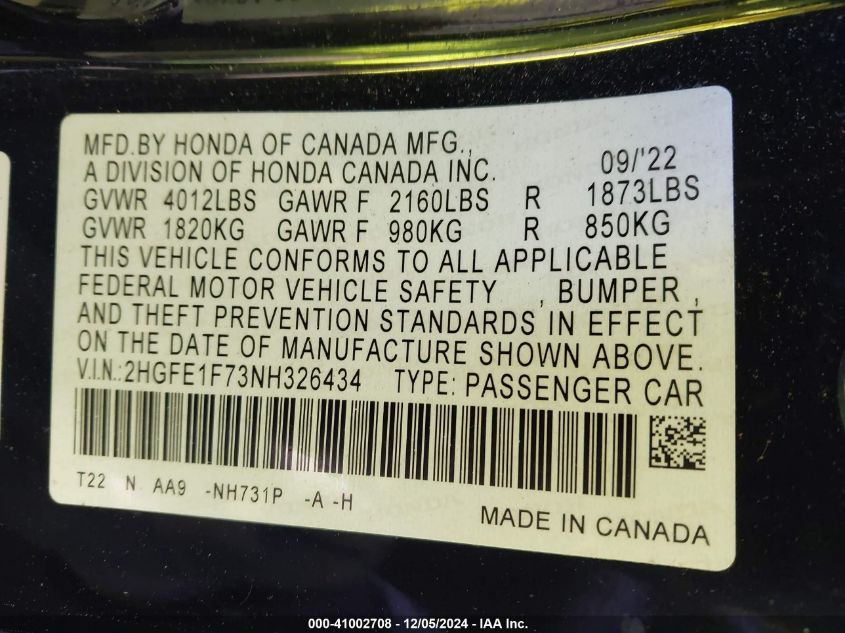 MFD.BY HONDA OF CANADA MFG.,
A DIVISION OF HONDA CANADA INC. 09/'22
GVWR 4012LBS GAWR F 2160LBS R 1873LBS
GVWR 1820KG GAWR F 980KG R 850KG
THIS VEHICLE CONFORMS TO ALL APPLICABLE
FEDERAL MOTOR VEHICLE SAFETY , BUMPER ,
AND THEFT PREVENTION STANDARDS IN EFFECT
ON THE DATE OF MANUFACTURE SHOWN ABOVE.
V.I.N.:2HGFE1F73NH326434 TYPE: PASSENGER CAR
T22 N AA9 -NH731P -A -H
MADE IN CANADA
000-41002708 - 12/05/2024 - IAA Inc.